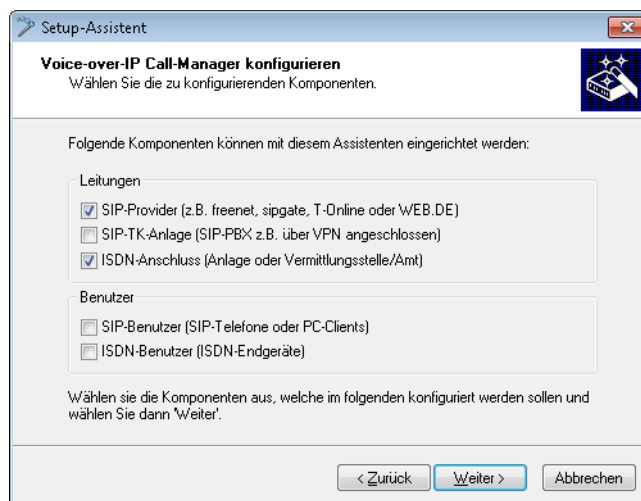 Setup-Assistent
Voice-over-IP Call-Manager konfigurieren
Wählen Sie die zu konfigurierenden Komponenten.
Folgende Komponenten können mit diesem Assistenten eingerichtet werden:
Leitungen
SIP-Provider (z.B. freenet, sipgate, T-Online oder WEB.DE)
SIP-TK-Anlage (SIP-PBX z.B. über VPN angeschlossen)
ISDN-Anschluss (Anlage oder Vermittlungsstelle/Amt)
Benutzer
SIP-Benutzer (SIP-Telefone oder PC-Clients)
ISDN-Benutzer (ISDN-Endgeräte)
Wählen sie die Komponenten aus, welche im folgenden konfiguriert werden sollen und
wählen Sie dann 'Weiter'.
< Zurück Weiter > Abbrechen